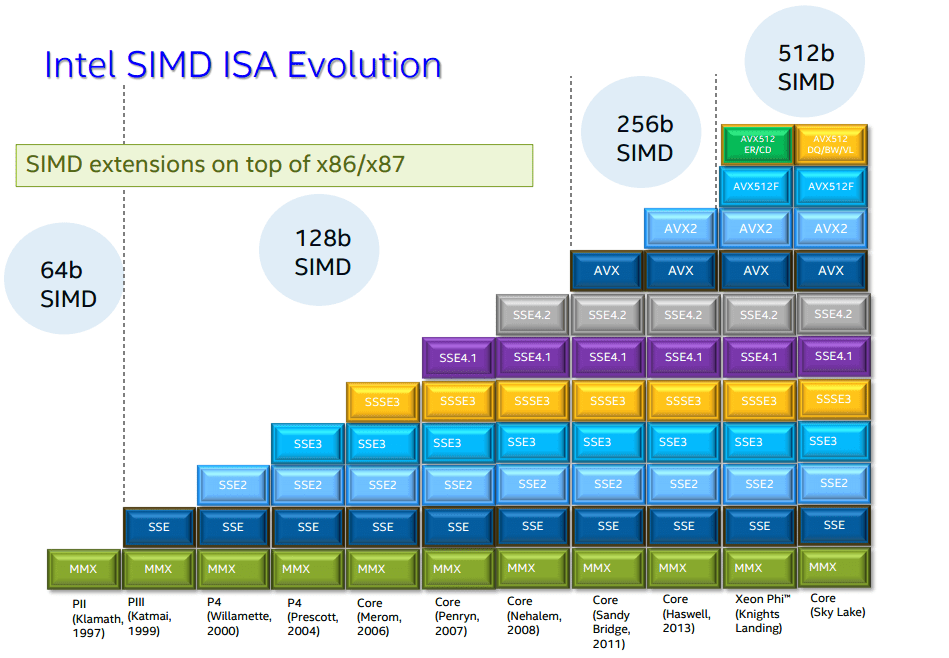 Intel SIMD ISA Evolution
SIMD extensions on top of x86/x87
64b
SIMD
128b
SIMD
256b
SIMD
512b
SIMD
AVX512
ER/CD
AVX512
DQ/BW/VL
AVX512F
AVX512F
AVX2
AVX2
AVX2
AVX
AVX
AVX
AVX
SSE4.2
SSE4.2
SSE4.2
SSE4.2
SSE4.2
SSE4.1
SSE4.1
SSE4.1
SSE4.1
SSE4.1
SSE4.1
SSSE3
SSSE3
SSSE3
SSSE3
SSSE3
SSSE3
SSSE3
SSE3
SSE3
SSE3
SSE3
SSE3
SSE3
SSE3
SSE3
SSE2
SSE2
SSE2
SSE2
SSE2
SSE2
SSE2
SSE2
SSE2
SSE
SSE
SSE
SSE
SSE
SSE
SSE
SSE
SSE
SSE
MMX
MMX
MMX
MMX
MMX
MMX
MMX
MMX
MMX
MMX
MMX
PII
(Klamath,
1997)
PIII
(Katmai,
1999)
P4
(Willamette,
2000)
P4
(Prescott,
2004)
Core
(Merom,
2006)
Core
(Penryn,
2007)
Core
(Nehalem,
2008)
Core
(Sandy
Bridge,
2011)
Core
(Haswell,
2013)
Xeon Phi™
(Knights
Landing)
Core
(Sky Lake)